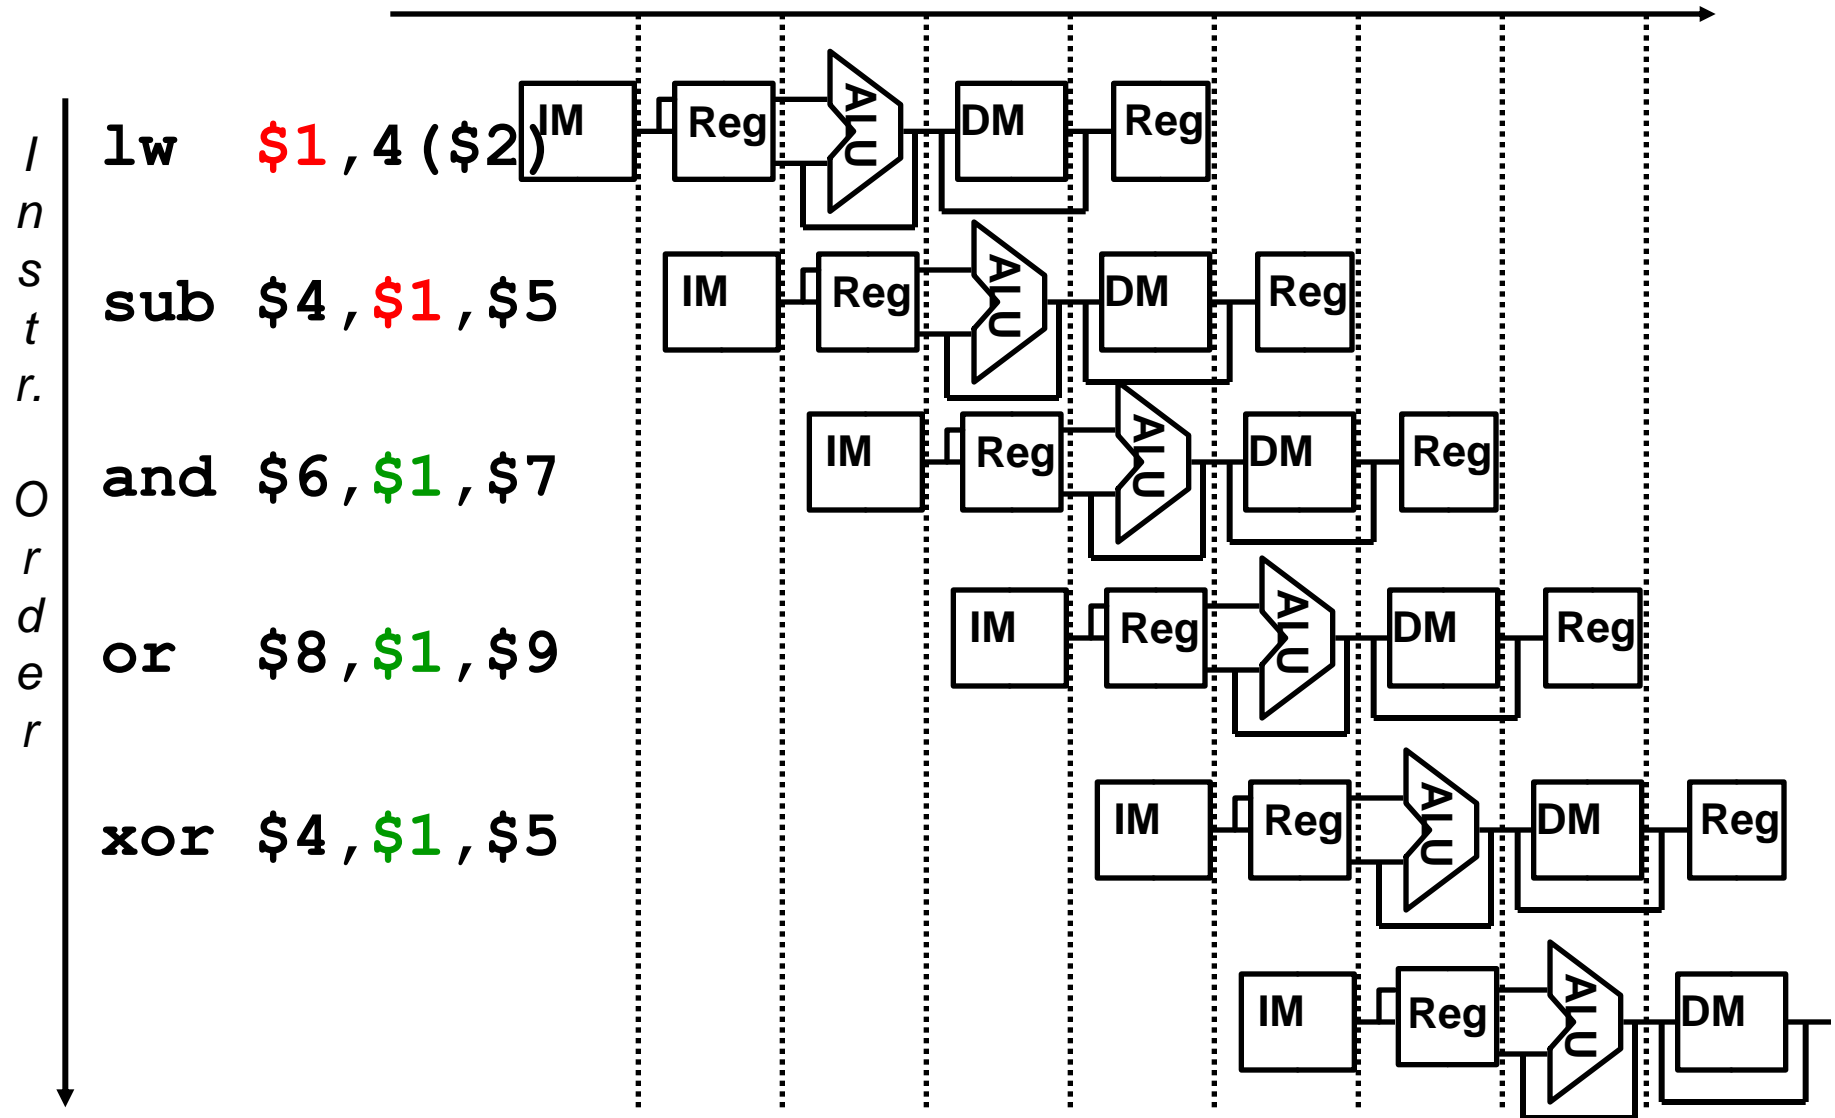 Instr. Order
lw $1,4($2)
IM Reg ALU DM Reg
sub $4,$1,$5
IM Reg ALU DM Reg
and $6,$1,$7
IM Reg ALU DM Reg
or $8,$1,$9
IM Reg ALU DM Reg
xor $4,$1,$5
IM Reg ALU DM Reg
IM Reg ALU DM